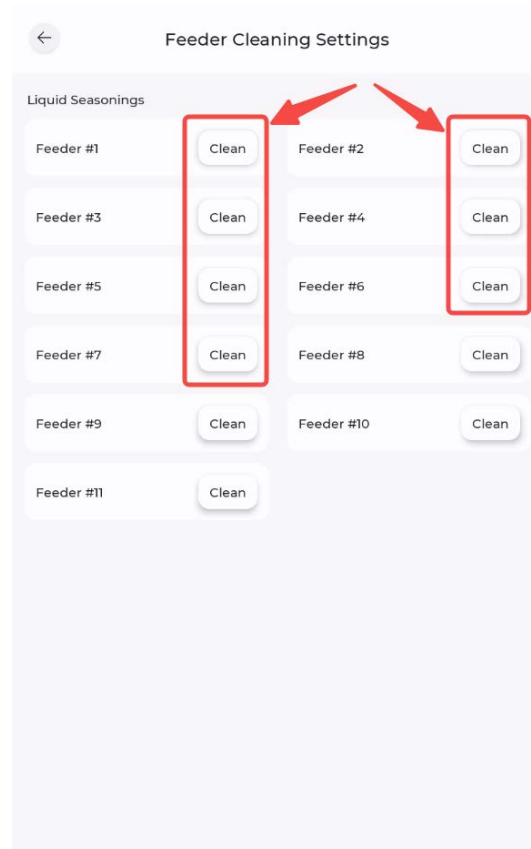 Feeder Cleaning Settings
Liquid Seasonings
Feeder #1 Clean Feeder #2 Clean
Feeder #3 Clean Feeder #4 Clean
Feeder #5 Clean Feeder #6 Clean
Feeder #7 Clean Feeder #8 Clean
Feeder #9 Clean Feeder #10 Clean
Feeder #11 Clean